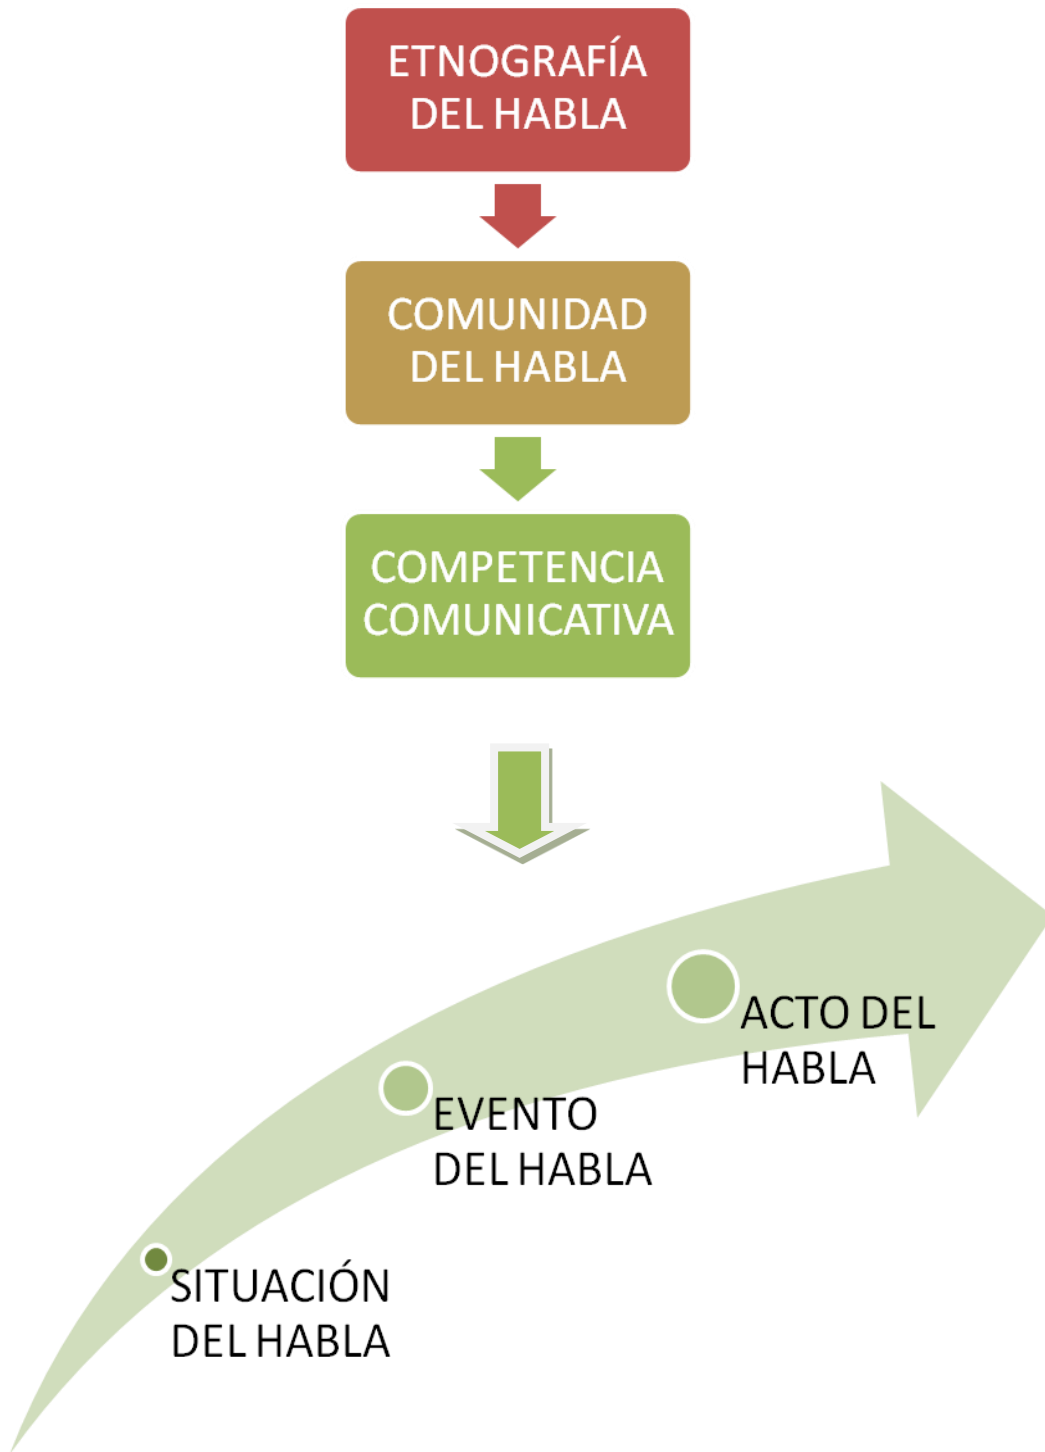 ETNOGRAFÍA
DEL HABLA
COMUNIDAD
DEL HABLA
COMPETENCIA
COMUNICATIVA
ACTO DEL
HABLA
EVENTO
DEL HABLA
SITUACIÓN
DEL HABLA